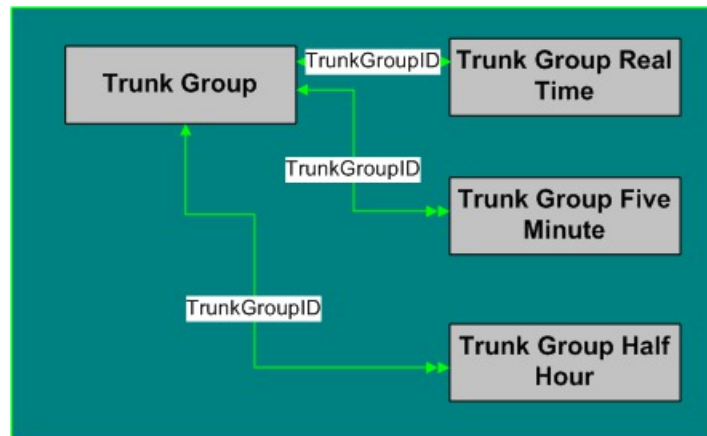 Trunk Group
TrunkGroupID
Trunk Group Real
Time
TrunkGroupID
Trunk Group Five
Minute
TrunkGroupID
Trunk Group Half
Hour